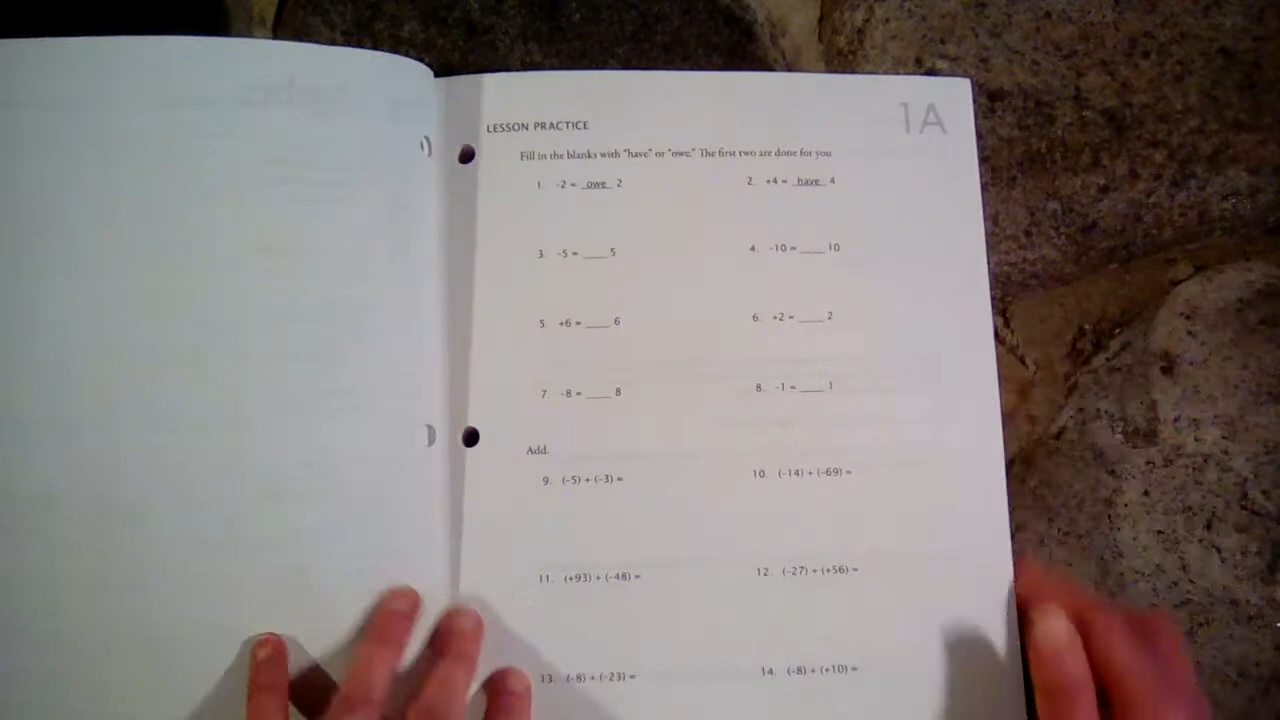 1A
LESSON PRACTICE
Fill in the blanks with "have" or "owe." The first two are done for you
1. -2 = owe 2
2. +4 = have 4
3. -5 = ____ 5
4. -10 = ____ 10
5. +6 = ____ 6
6. +2 = ____ 2
7. -8 = ____ 8
8. -1 = ____ 1
Add.
9. (-5) + (-3) =
10. (-14) + (-69) =
11. (+93) + (-48) =
12. (-27) + (+56) =
13. (-8) + (-23) =
14. (-8) + (+10) =